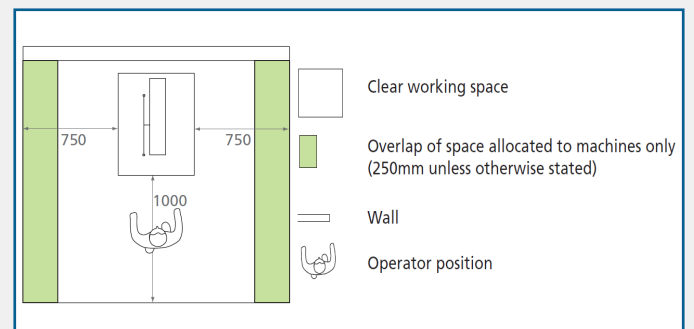 Clear working space
750
750
Overlap of space allocated to machines only
(250mm unless otherwise stated)
1000
Wall
Operator position